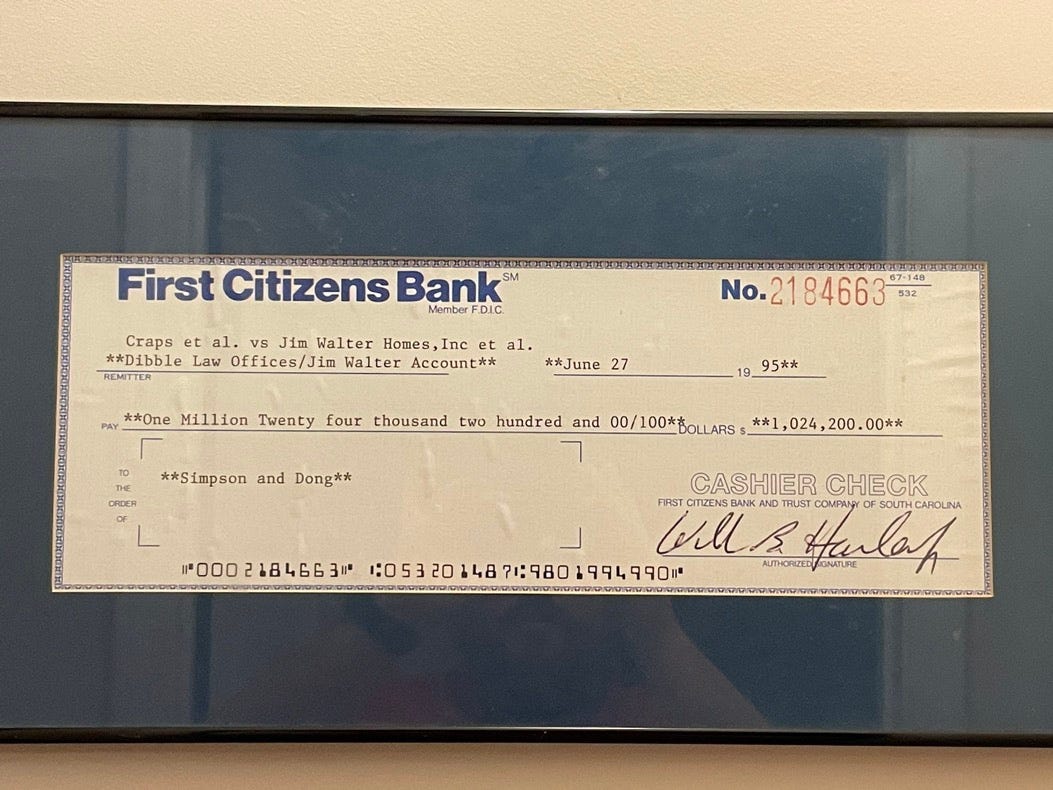 First Citizens Bank SM
Member F.D.I.C.
No. 2184663
67-148
532
Craps et al. vs Jim Walter Homes,Inc et al.
**Dibble Law Offices/Jim Walter Account** **June 27 19 95**
REMITTER
PAY **One Million Twenty four thousand two hundred and 00/100** DOLLARS $ **1,024,200.00**
TO
THE
ORDER
OF
**Simpson and Dong**
CASHIER CHECK
FIRST CITIZENS BANK AND TRUST COMPANY OF SOUTH CAROLINA
AUTHORIZED SIGNATURE
⑈0002184663⑈ ⑆053201487⑆9801994990⑈